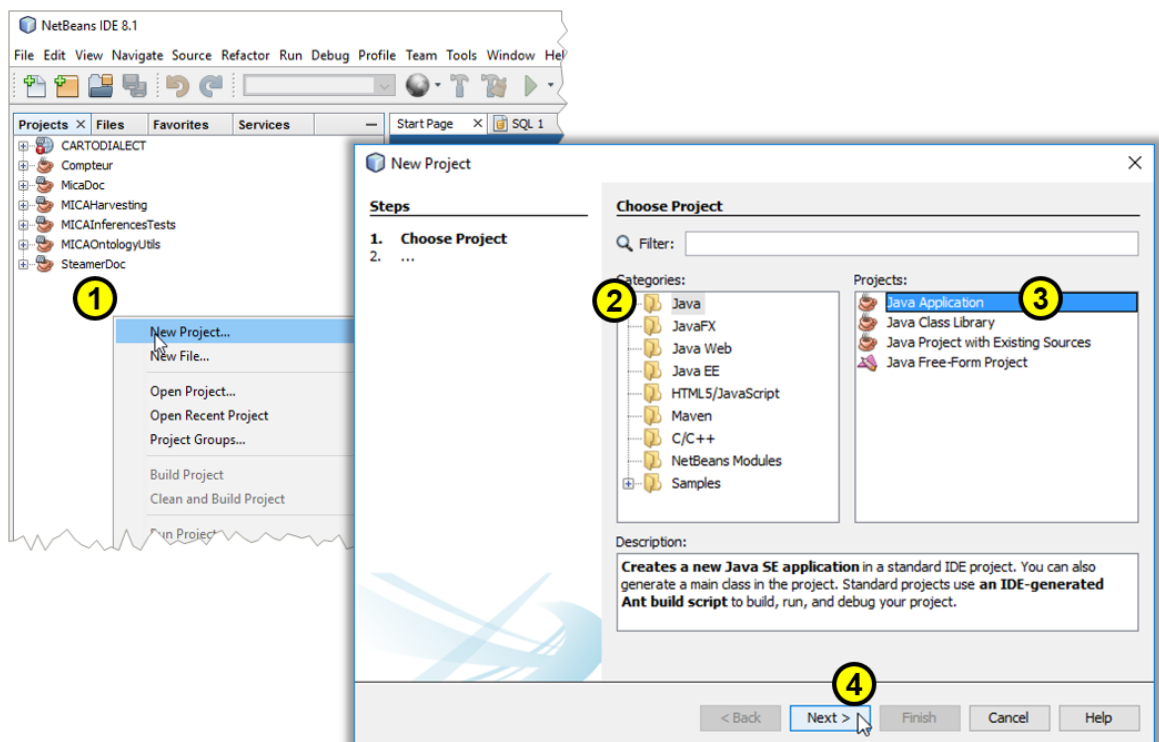 NetBeans IDE 8.1
File Edit View Navigate Source Refactor Run Debug Profile Team Tools Window Help
Projects Files Favorites Services
Start Page SQL 1
CARTODIALECT
Compteur
MicaDoc
MICAHarvesting
MICAInferencesTests
MICAOntologyUtils
SteamerDoc
1
New Project...
New File...
Open Project...
Open Recent Project
Project Groups...
Build Project
Clean and Build Project
Run Project
New Project
Steps
1. Choose Project
2. ...
Choose Project
Filter:
Categories:
2
Java
JavaFX
Java Web
Java EE
HTML5/JavaScript
Maven
C/C++
NetBeans Modules
Samples
Projects:
Java Application
3
Java Class Library
Java Project with Existing Sources
Java Free-Form Project
Description:
Creates a new Java SE application in a standard IDE project. You can also
generate a main class in the project. Standard projects use an IDE-generated
Ant build script to build, run, and debug your project.
4
< Back Next > Finish Cancel Help